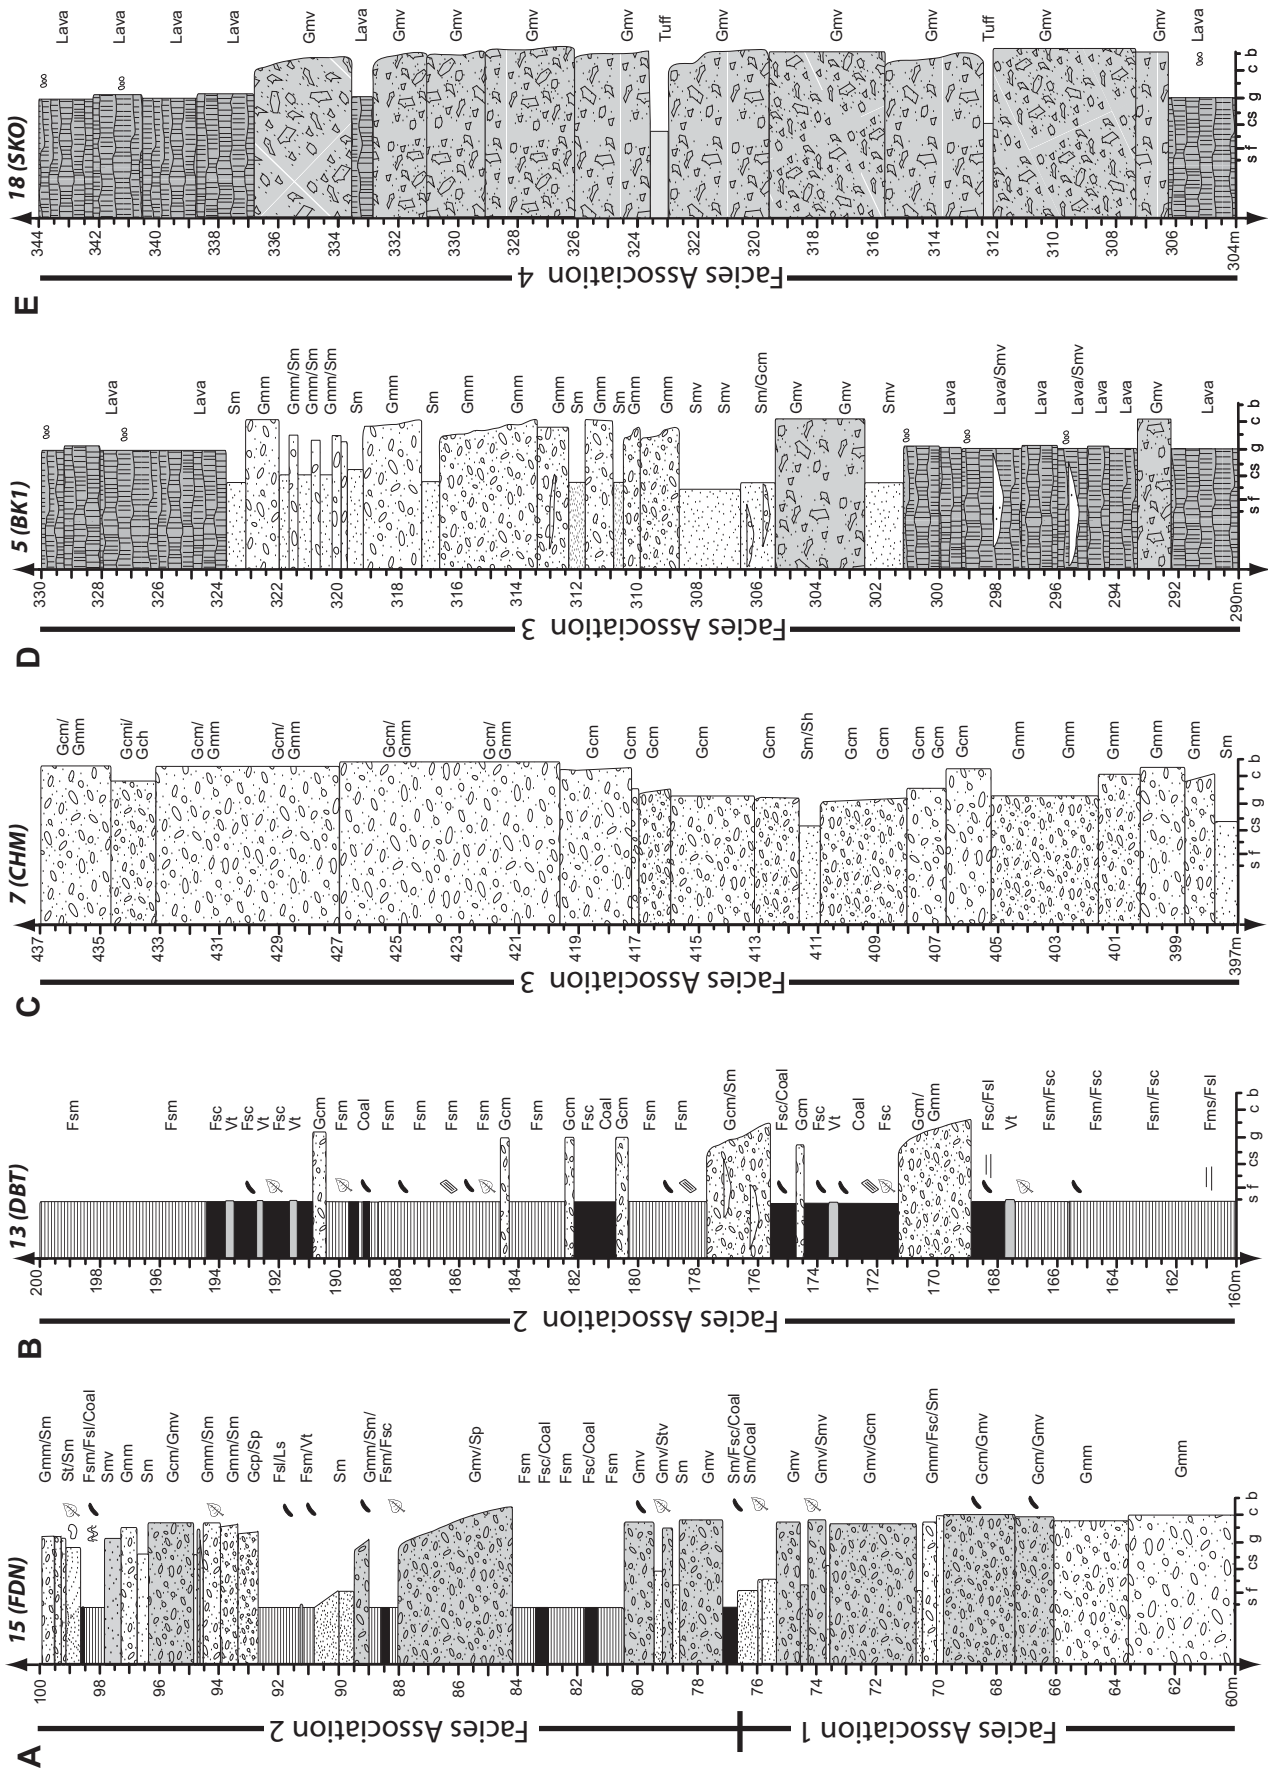 A
15 (FDN)
Facies Association 2
Facies Association 1
100
98
96
94
92
90
88
86
84
82
80
78
76
74
72
70
68
66
64
62
60m
Gmm/Sm
St/Sm
Fsm/Fsl/Coal
Smv
Gmm
Sm
Gcm/Gmv
Gmm/Sm
Gmm/Sm
Gcp/Sp
Fsl/Ls
Fsm/Vt
Sm
Gmm/Sm/
Fsm/Fsc
Gmv/Sp
Fsm
Fsc/Coal
Fsm
Fsc/Coal
Fsm
Gmv
Gmv/Stv
Sm
Gmv
Sm/Fsc/Coal
Sm/Coal
Gmv
Gmv/Smv
Gmv/Gcm
Gmm/Fsc/Sm
Gcm/Gmv
Gcm/Gmv
Gmm
Gmm
s f cs g c b
B
13 (DBT)
Facies Association 2
200
198
196
194
192
190
188
186
184
182
180
178
176
174
172
170
168
166
164
162
160m
Fsm
Fsm
Fsc
Vt
Fsc
Vt
Fsc
Vt
Gcm
Fsm
Coal
Fsm
Fsm
Fsm
Fsm
Gcm
Fsm
Gcm
Fsc
Coal
Gcm
Fsm
Fsm
Gcm/Sm
Fsc/Coal
Gcm
Fsc
Vt
Coal
Fsc
Gcm/
Gmm
Fsc/Fsl
Vt
Fsm/Fsc
Fsm/Fsc
Fsm/Fsc
Fms/Fsl
s f cs g c b
C
7 (CHM)
Facies Association 3
437
435
433
431
429
427
425
423
421
419
417
415
413
411
409
407
405
403
401
399
397m
Gcm/
Gmm
Gcmi/
Gch
Gcm/
Gmm
Gcm/
Gmm
Gcm/
Gmm
Gcm/
Gmm
Gcm
Gcm
Gcm
Gcm
Gcm
Sm/Sh
Gcm
Gcm
Gcm
Gcm
Gcm
Gmm
Gmm
Gmm
Gmm
Gmm
Sm
s f cs g c b
D
5 (BK1)
Facies Association 3
330
328
326
324
322
320
318
316
314
312
310
308
306
304
302
300
298
296
294
292
290m
Lava
Lava
Sm
Gmm
Gmm/Sm
Gmm/Sm
Gmm/Sm
Sm
Gmm
Sm
Gmm
Gmm
Gmm
Sm
Gmm
Sm
Gmm
Gmm
Smv
Smv
Sm/Gcm
Gmv
Gmv
Smv
Lava
Lava/Smv
Lava
Lava/Smv
Lava
Lava
Gmv
Lava
s f cs g c b
E
18 (SKO)
Facies Association 4
344
342
340
338
336
334
332
330
328
326
324
322
320
318
316
314
312
310
308
306
304m
Lava
Lava
Lava
Lava
Gmv
Lava
Gmv
Gmv
Gmv
Gmv
Tuff
Gmv
Gmv
Gmv
Tuff
Gmv
Gmv
Lava
s f cs g c b